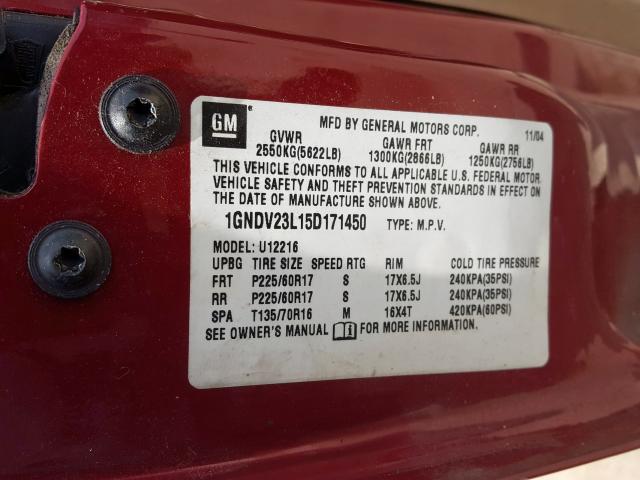 GM
MFD BY GENERAL MOTORS CORP. 11/04
GVWR GAWR FRT GAWR RR
2550KG(5622LB) 1300KG(2866LB) 1250KG(2756LB)
THIS VEHICLE CONFORMS TO ALL APPLICABLE U.S. FEDERAL MOTOR
VEHICLE SAFETY AND THEFT PREVENTION STANDARDS IN EFFECT ON
THE DATE OF MANUFACTURE SHOWN ABOVE.
1GNDV23L15D171450 TYPE: M.P.V.
MODEL: U12216
UPBG TIRE SIZE SPEED RTG RIM COLD TIRE PRESSURE
FRT P225/60R17 S 17X6.5J 240KPA(35PSI)
RR P225/60R17 S 17X6.5J 240KPA(35PSI)
SPA T135/70R16 M 16X4T 420KPA(60PSI)
SEE OWNER'S MANUAL FOR MORE INFORMATION.